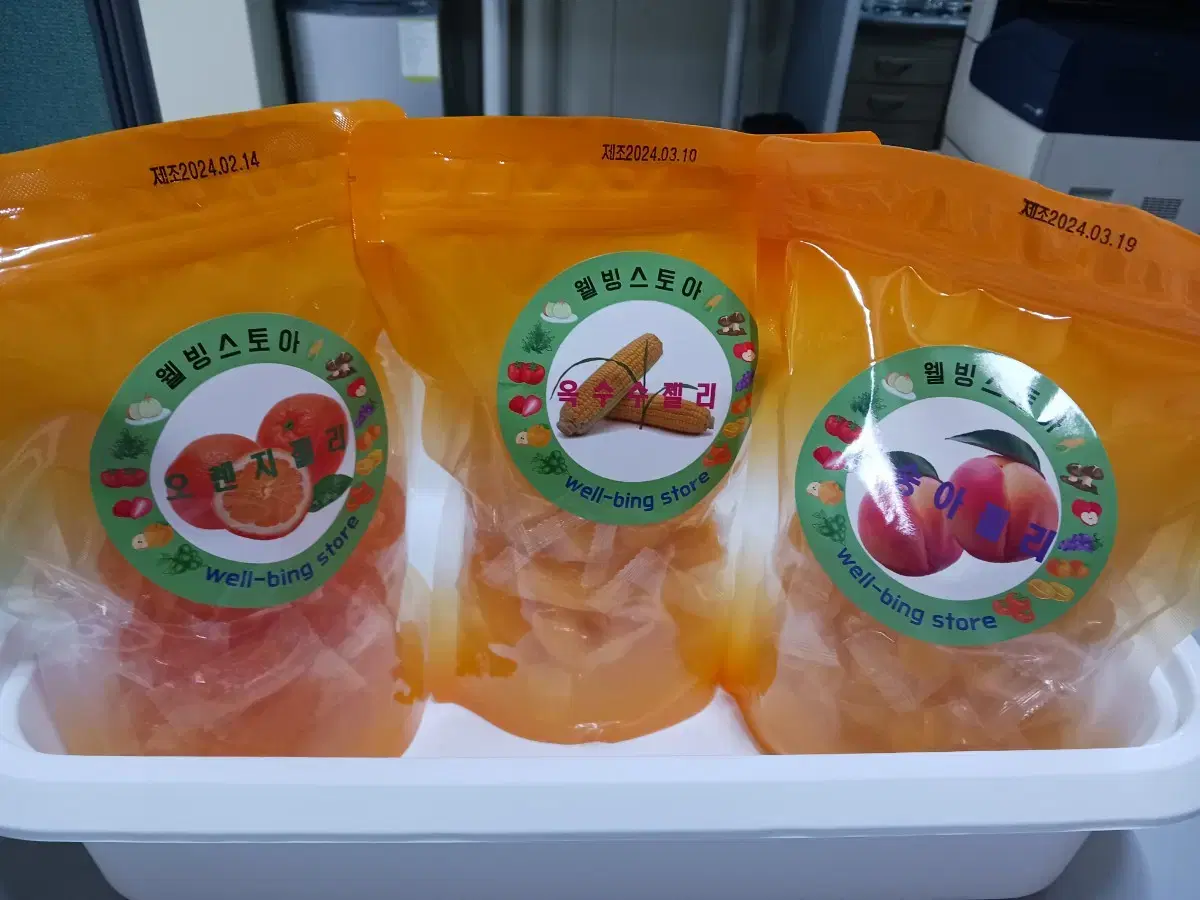 제조2024.02.14
웰빙스토아
오렌지젤리
well-bing store
제조2024.03.10
웰빙스토아
옥수수젤리
well-bing store
제조2024.03.19
웰빙스토아
아젤리
well-bing store